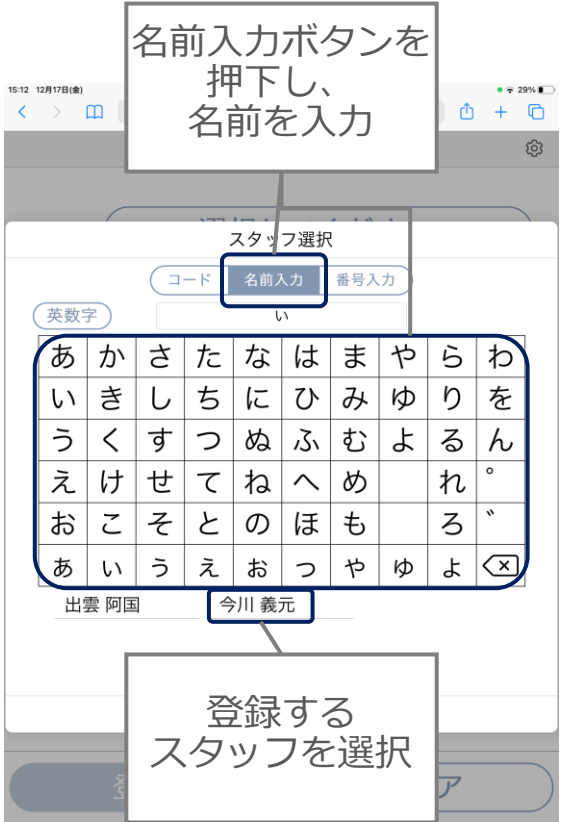 名前入力ボタンを
押下し、
名前を入力
15:12 12月17日(金)
29%
スタッフ選択
コード 名前入力 番号入力
英数字 い
あ か さ た な は ま や ら わ
い き し ち に ひ み ゆ り を
う く す つ ぬ ふ む よ る ん
え け せ て ね へ め れ ゜
お こ そ と の ほ も ろ ゛
ぁ ぃ ぅ ぇ ぉ っ ゃ ゅ ょ
出雲 阿国 今川 義元
登録する
スタッフを選択